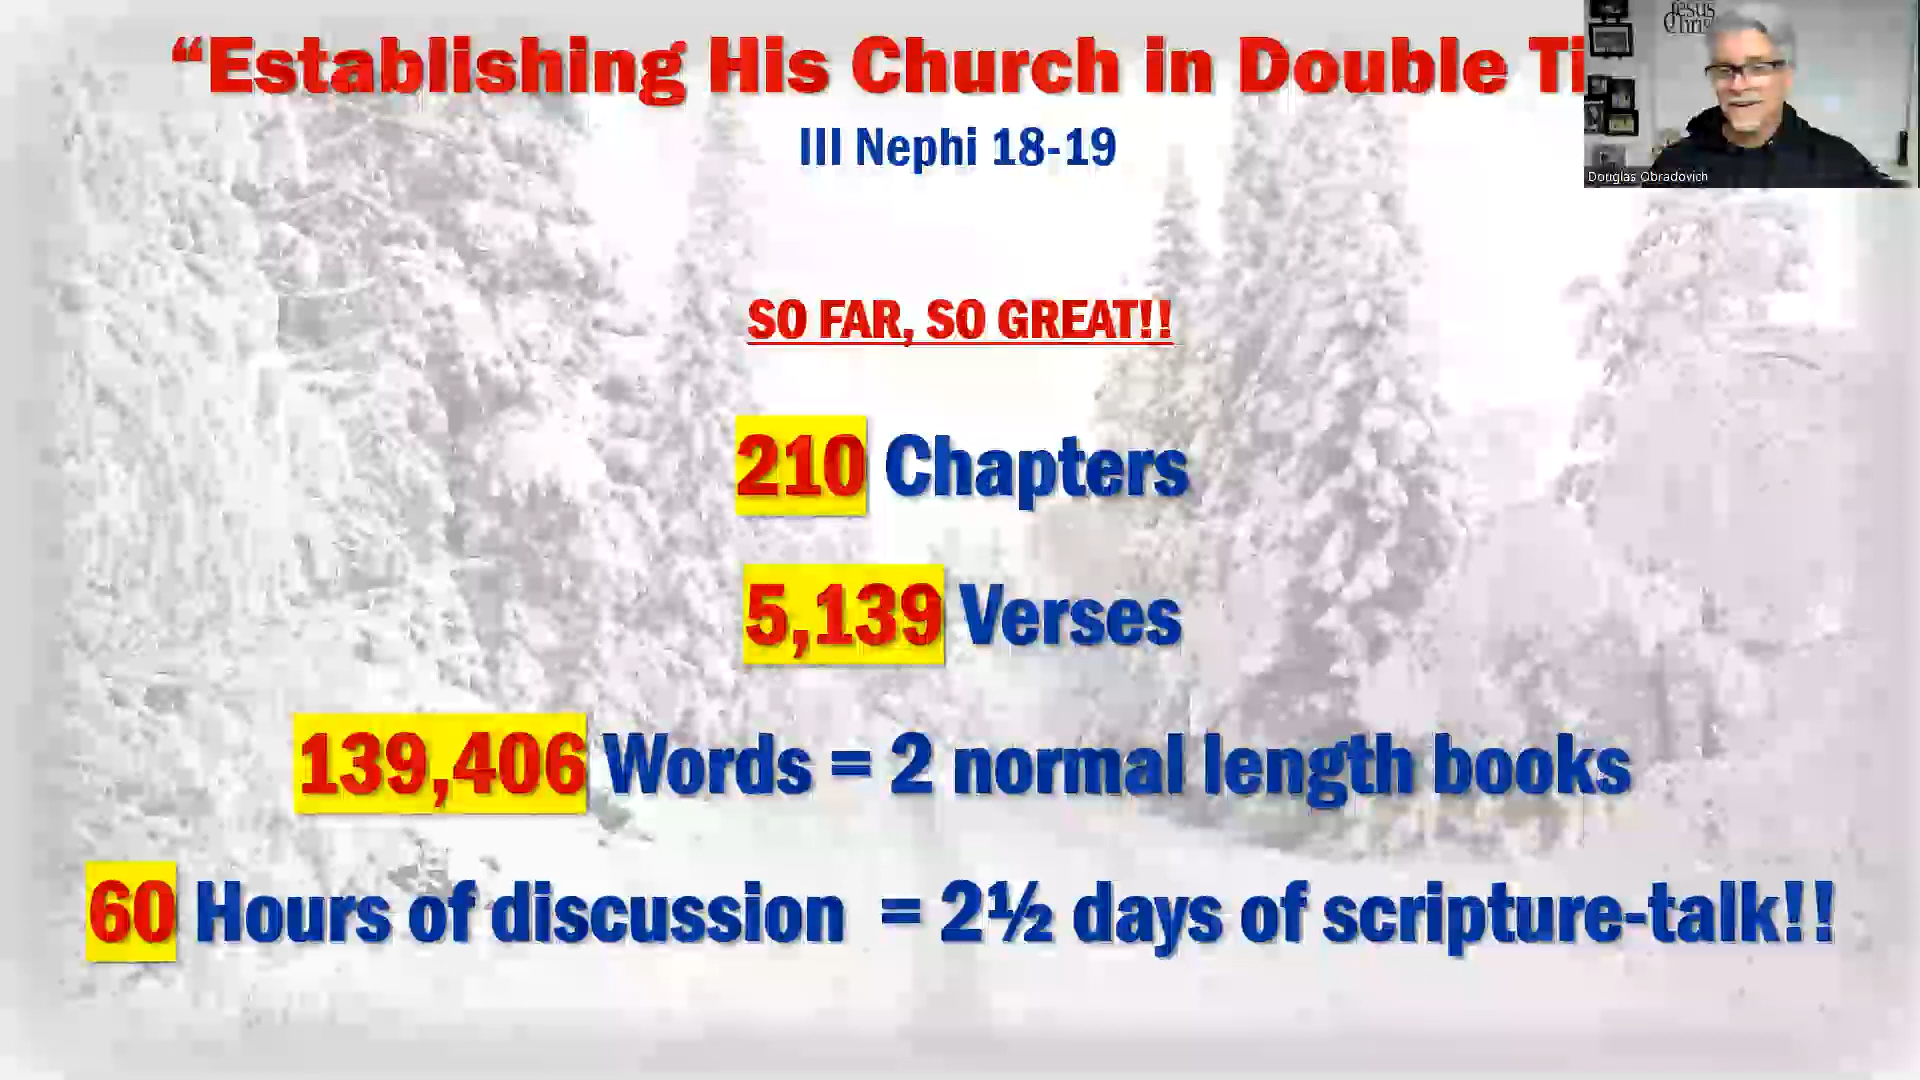 “Establishing His Church in Double Ti
III Nephi 18-19
Jesus
Christ
Douglas Obradovich
SO FAR, SO GREAT!!
210 Chapters
5,139 Verses
139,406 Words = 2 normal length books
60 Hours of discussion = 2½ days of scripture-talk!!